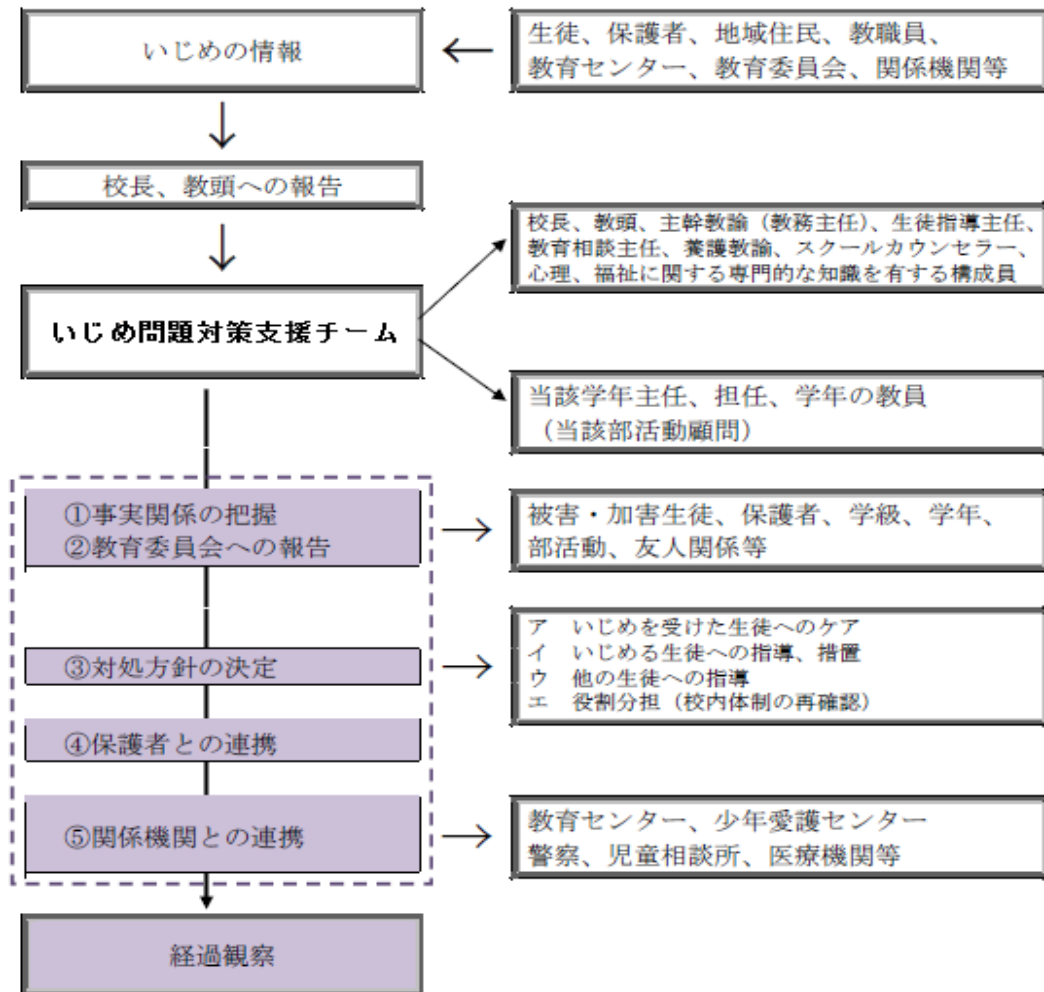 いじめの情報
←
生徒、保護者、地域住民、教職員、
教育センター、教育委員会、関係機関等
↓
校長、教頭への報告
↓
校長、教頭、主幹教諭（教務主任）、生徒指導主任、
教育相談主任、養護教諭、スクールカウンセラー、
心理、福祉に関する専門的な知識を有する構成員
いじめ問題対策支援チーム
当該学年主任、担任、学年の教員
（当該部活動顧問）
①事実関係の把握
②教育委員会への報告
→
被害・加害生徒、保護者、学級、学年、
部活動、友人関係等
③対処方針の決定
→
ア　いじめを受けた生徒へのケア
イ　いじめる生徒への指導、措置
ウ　他の生徒への指導
エ　役割分担（校内体制の再確認）
④保護者との連携
⑤関係機関との連携
→
教育センター、少年愛護センター
警察、児童相談所、医療機関等
経過観察